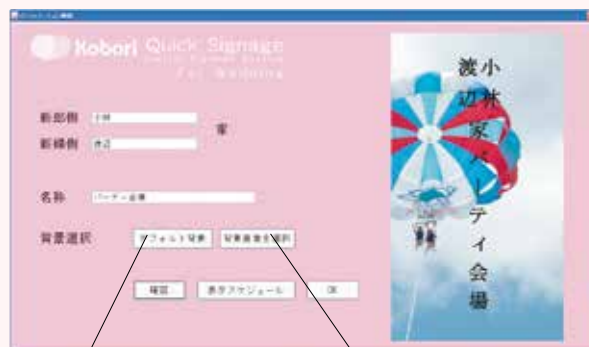 Kobori Quick Signage
For Wedding
新郎側 小林
家
新婦側 渡辺
名称 パーティ会場
背景選択 デフォルト背景 背景画像を選択
確認 表示スケジュール OK
小林
渡辺
家パーティ会場